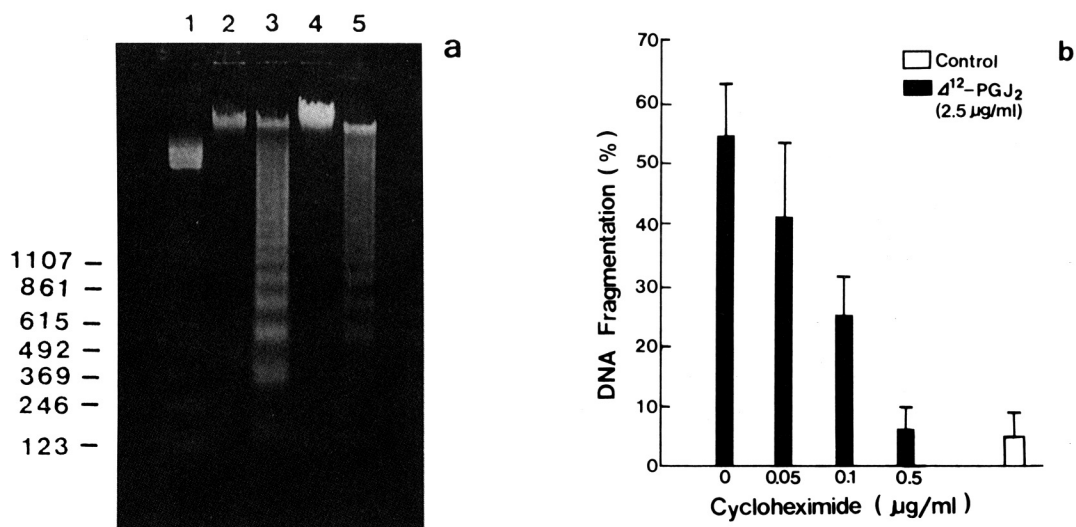 1 2 3 4 5
a
1107
861
615
492
369
246
123
b
70
60
50
40
30
20
10
0
DNA Fragmentation (%)
Control
Δ¹²-PGJ₂
(2.5 µg/ml)
0 0.05 0.1 0.5
Cycloheximide ( µg/ml )